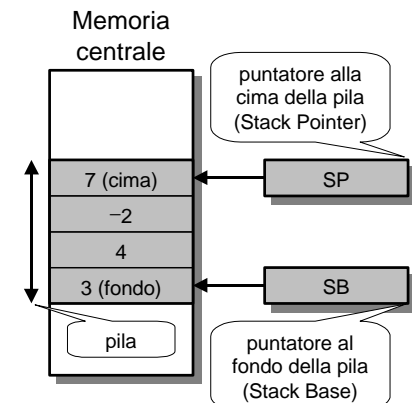 Memoria
centrale
puntatore alla
cima della pila
(Stack Pointer)
7 (cima)
SP
−2
4
3 (fondo)
SB
pila
puntatore al
fondo della pila
(Stack Base)